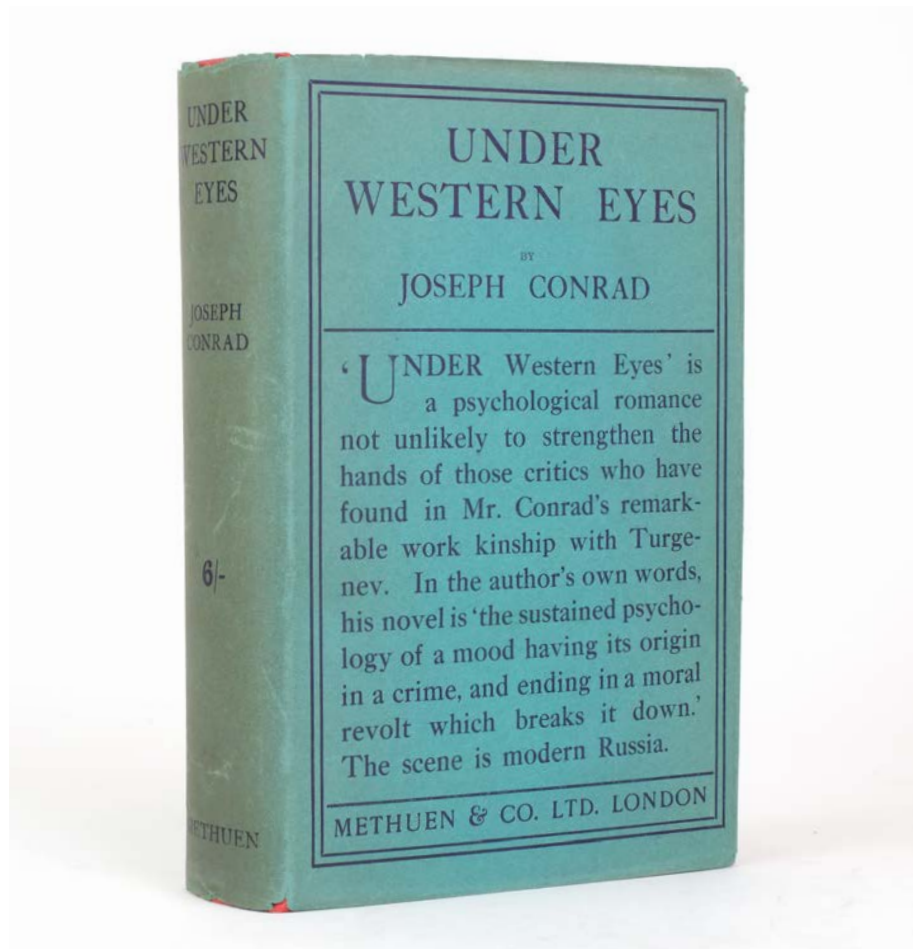 UNDER
WESTERN
EYES
JOSEPH
CONRAD
6/-
METHUEN
UNDER
WESTERN EYES
BY
JOSEPH CONRAD
‘UNDER Western Eyes’ is
a psychological romance
not unlikely to strengthen the
hands of those critics who have
found in Mr. Conrad’s remark-
able work kinship with Turge-
nev. In the author’s own words,
his novel is ‘the sustained psycho-
logy of a mood having its origin
in a crime, and ending in a moral
revolt which breaks it down.’
The scene is modern Russia.
METHUEN & CO. LTD. LONDON